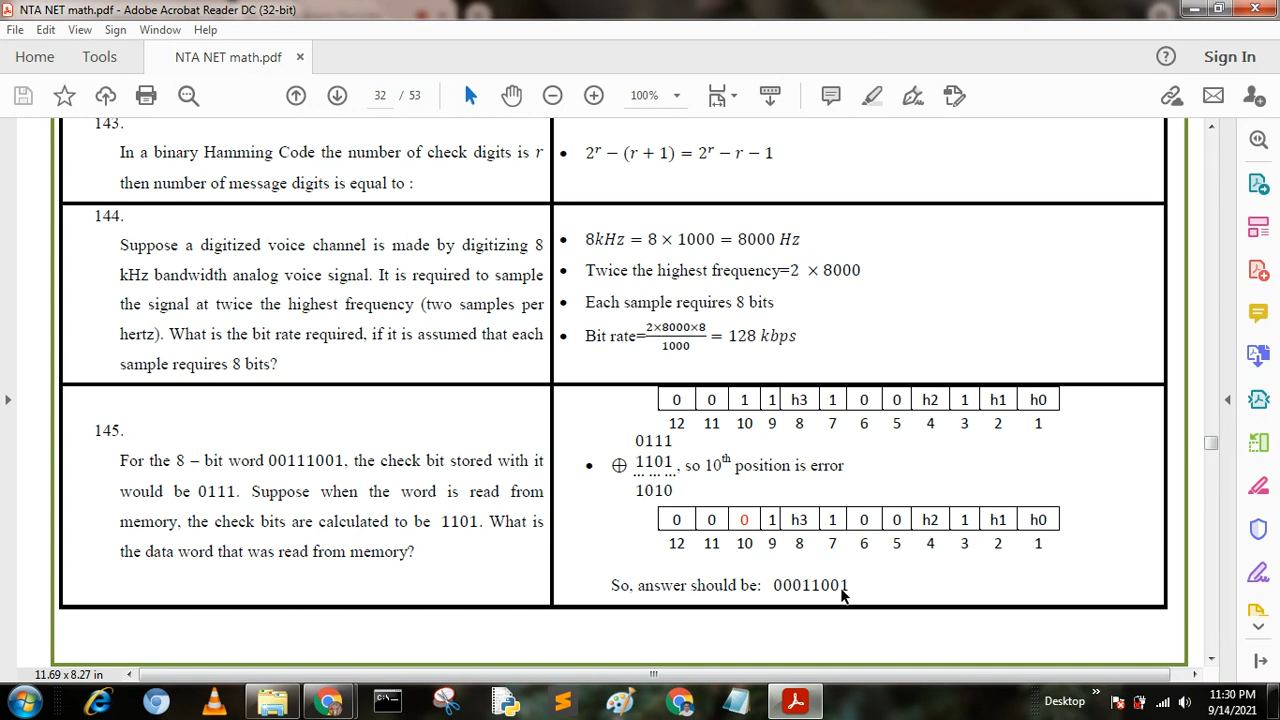 NTA NET math.pdf - Adobe Acrobat Reader DC (32-bit)
File Edit View Sign Window Help
Home Tools NTA NET math.pdf × Sign In
32 / 53 100%
143.
In a binary Hamming Code the number of check digits is r
then number of message digits is equal to :
• 2^r − (r + 1) = 2^r − r − 1
144.
Suppose a digitized voice channel is made by digitizing 8
kHz bandwidth analog voice signal. It is required to sample
the signal at twice the highest frequency (two samples per
hertz). What is the bit rate required, if it is assumed that each
sample requires 8 bits?
• 8kHz = 8 × 1000 = 8000 Hz
• Twice the highest frequency=2 × 8000
• Each sample requires 8 bits
• Bit rate=2×8000×8/1000 = 128 kbps
145.
For the 8 – bit word 00111001, the check bit stored with it
would be 0111. Suppose when the word is read from
memory, the check bits are calculated to be 1101. What is
the data word that was read from memory?
0 0 1 1 h3 1 0 0 h2 1 h1 h0
12 11 10 9 8 7 6 5 4 3 2 1
0111
• ⊕ 1101, so 10th position is error
... ... ...
1010
0 0 0 1 h3 1 0 0 h2 1 h1 h0
12 11 10 9 8 7 6 5 4 3 2 1
So, answer should be: 00011001
11.69 x 8.27 in
Desktop » 11:30 PM
9/14/2021